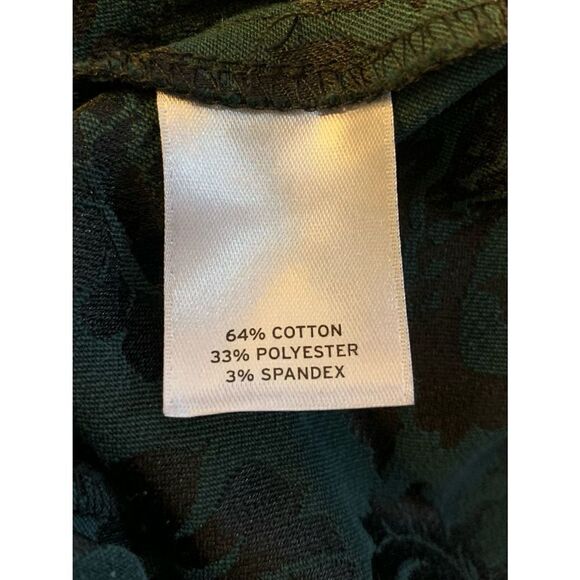 64% COTTON
33% POLYESTER
3% SPANDEX